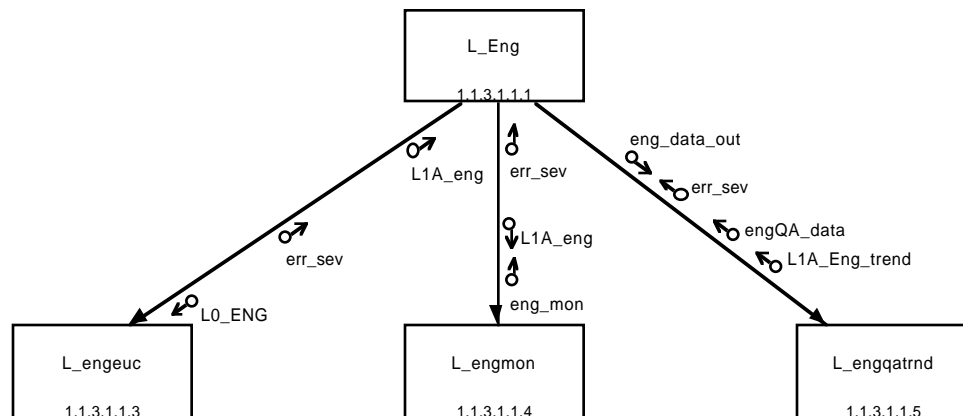 L_Eng
1.1.3.1.1.1
eng_data_out
L1A_eng
err_sev
err_sev
engQA_data
L1A_eng
err_sev
L1A_Eng_trend
eng_mon
L0_ENG
L_engeuc
L_engmon
L_engqatrnd
1.1.3.1.1.3
1.1.3.1.1.4
1.1.3.1.1.5